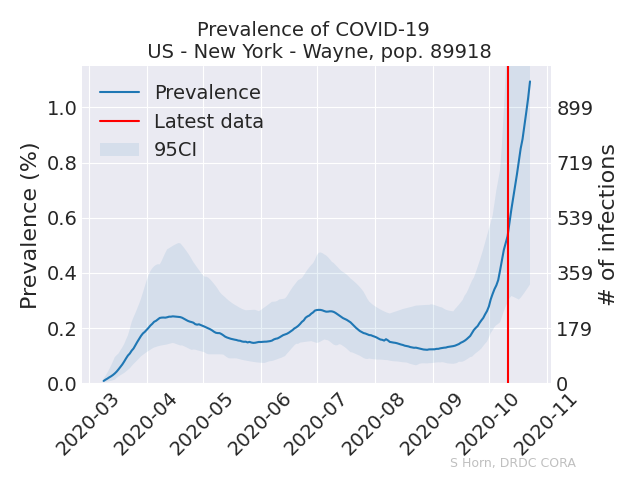 Prevalence of COVID-19
US - New York - Wayne, pop. 89918
Prevalence
Latest data
95CI
Prevalence (%)
1.0
0.8
0.6
0.4
0.2
0.0
# of infections
899
719
539
359
179
0
2020-03
2020-04
2020-05
2020-06
2020-07
2020-08
2020-09
2020-10
2020-11
S Horn, DRDC CORA